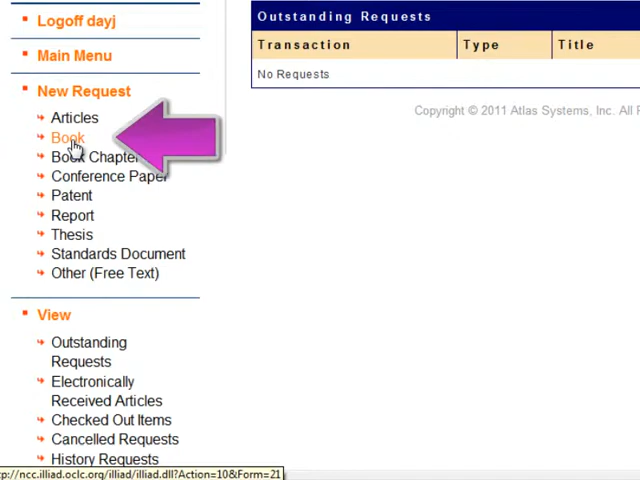 Logoff dayj
Main Menu
New Request
Articles
Book
Book Chapter
Conference Paper
Patent
Report
Thesis
Standards Document
Other (Free Text)
View
Outstanding
Requests
Electronically
Received Articles
Checked Out Items
Cancelled Requests
History Requests
Outstanding Requests
Transaction Type Title
No Requests
Copyright © 2011 Atlas Systems, Inc. All R
tp://ncc.illiad.oclc.org/illiad/illiad.dll?Action=10&Form=21